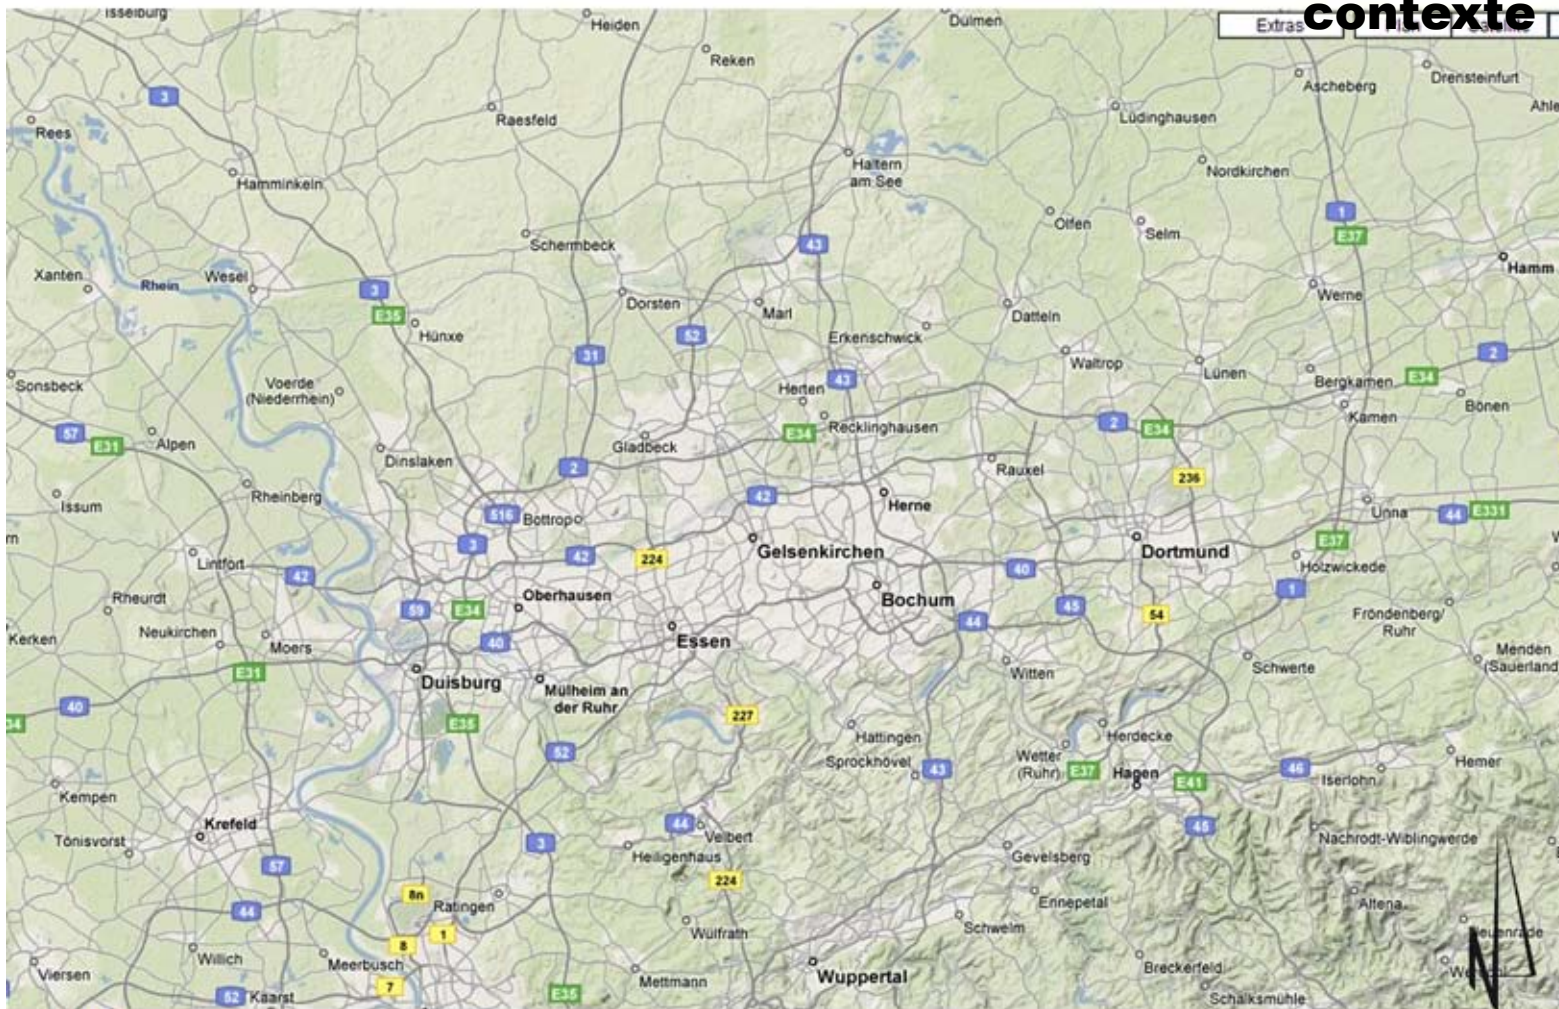 contexte
Isselburg
Heiden
Dülmen
Extras
Plan
Reken
Drensteinfurt
Ascheberg
3
Raesfeld
Lüdinghausen
Ahle
Rees
Haltern
am See
Nordkirchen
Hamminkeln
Olfen
Selm
1
E37
Schermbeck
43
Xanten
Rhein
Wesel
3
Hamm
Dorsten
Marl
Werne
E35
Hünxe
52
Erkenschwick
Datteln
31
2
Waltrop
Lünen
Sonsbeck
Voerde
(Niederrhein)
Herten
43
Bergkamen
E34
Bönen
Kamen
57
E31
Alpen
Gladbeck
E34
Recklinghausen
2
E34
Dinslaken
2
Rauxel
236
Issum
Rheinberg
42
Herne
516
Bottrop
Unna
44
E331
rn
Lintfort
3
42
224
Gelsenkirchen
Dortmund
E37
Holzwickede
42
40
Rheurdt
59
E34
Oberhausen
Bochum
45
54
1
Fröndenberg/
Ruhr
Kerken
Neukirchen
Moers
40
Essen
44
Menden
(Sauerland
E31
Duisburg
Witten
Schwerte
40
Mülheim an
der Ruhr
34
E35
227
52
Hattingen
Herdecke
Sprockhövel
43
Wetter
(Ruhr)
E37
Hagen
E41
46
Iserlohn
Hemer
Kempen
Krefeld
44
Velbert
45
Nachrodt-Wiblingwerde
Tönisvorst
3
Heiligenhaus
Gevelsberg
57
224
8n
Ratingen
Ennepetal
Altena
44
1
Wülfrath
Schwelm
Neuenrade
8
Willich
Meerbusch
Viersen
Mettmann
Wuppertal
Breckerfeld
7
52
Kaarst
E35
Schalksmühle
N